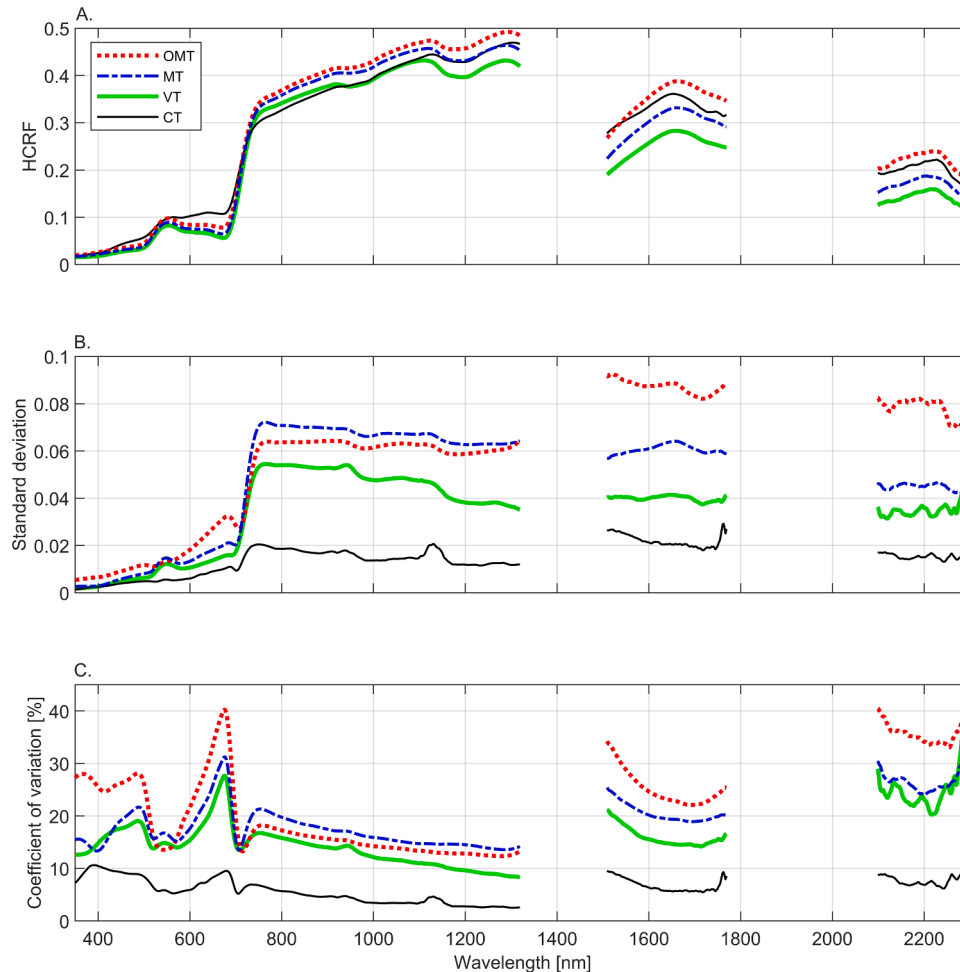 A.
0.5
0.4
0.3
0.2
0.1
0
HCRF
OMT
MT
VT
CT
B.
0.1
0.08
0.06
0.04
0.02
0
Standard deviation
C.
40
30
20
10
0
Coefficient of variation [%]
400 600 800 1000 1200 1400 1600 1800 2000 2200
Wavelength [nm]